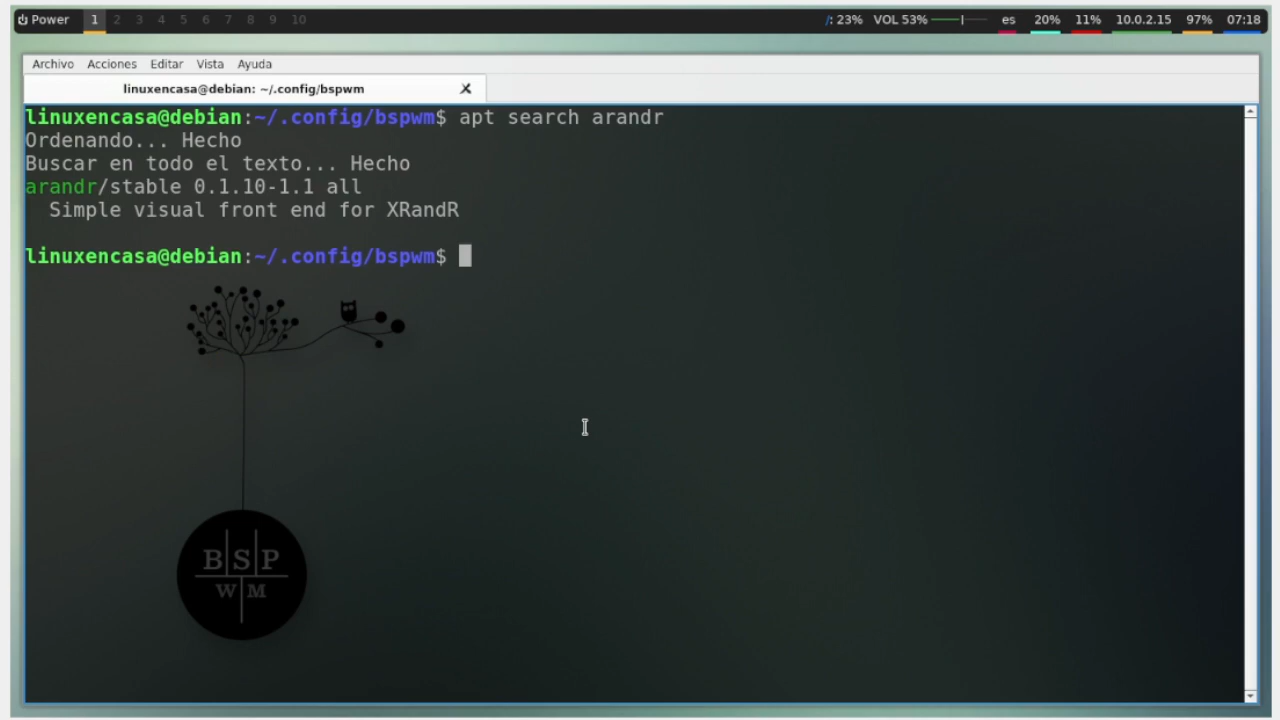 Power 1 2 3 4 5 6 7 8 9 10 /: 23% VOL 53% es 20% 11% 10.0.2.15 97% 07:18
Archivo Acciones Editar Vista Ayuda
linuxencasa@debian: ~/.config/bspwm
linuxencasa@debian:~/.config/bspwm$ apt search arandr
Ordenando... Hecho
Buscar en todo el texto... Hecho
arandr/stable 0.1.10-1.1 all
  Simple visual front end for XRandR
linuxencasa@debian:~/.config/bspwm$
BSP
WM